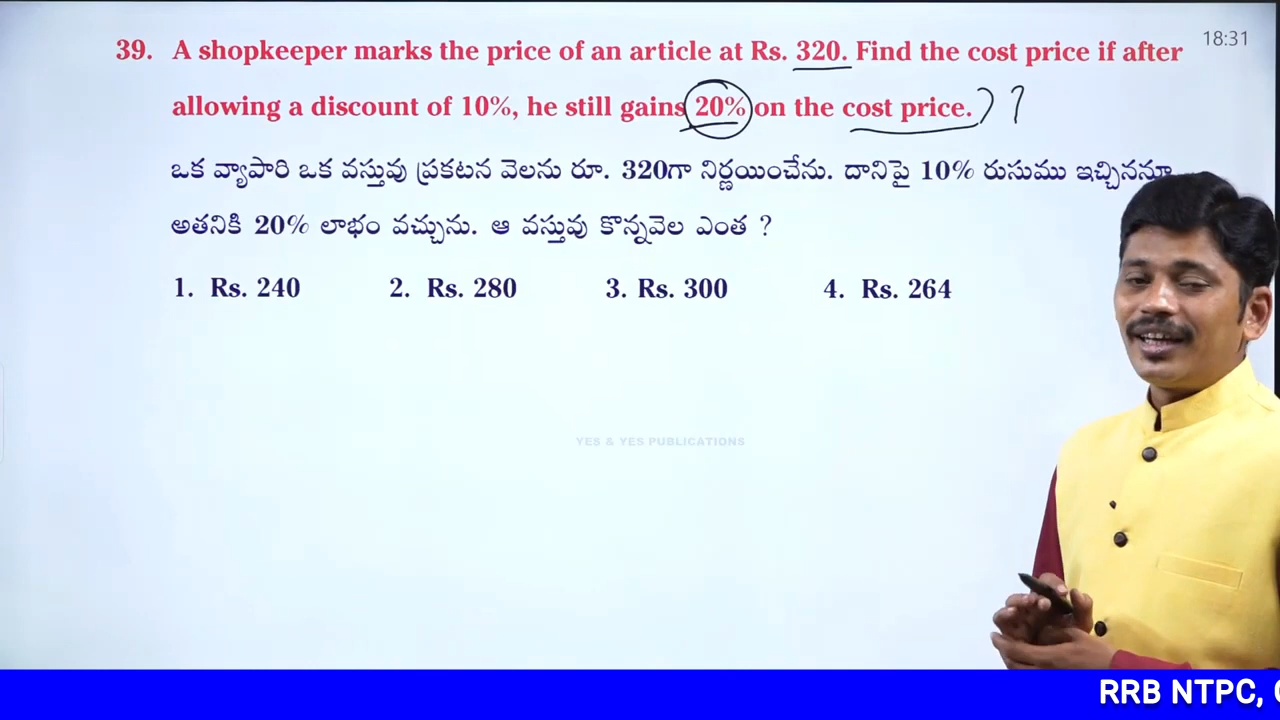 18:31
39. A shopkeeper marks the price of an article at Rs. 320. Find the cost price if after
allowing a discount of 10%, he still gains 20% on the cost price. ) ?
ఒక వ్యాపారి ఒక వస్తువు ప్రకటన వెలను రూ. 320గా నిర్ణయించేను. దానిపై 10% రుసుము ఇచ్చిననూ
అతనికి 20% లాభం వచ్చును. ఆ వస్తువు కొన్నవెల ఎంత ?
1. Rs. 240 2. Rs. 280 3. Rs. 300 4. Rs. 264
YES & YES PUBLICATIONS
RRB NTPC,